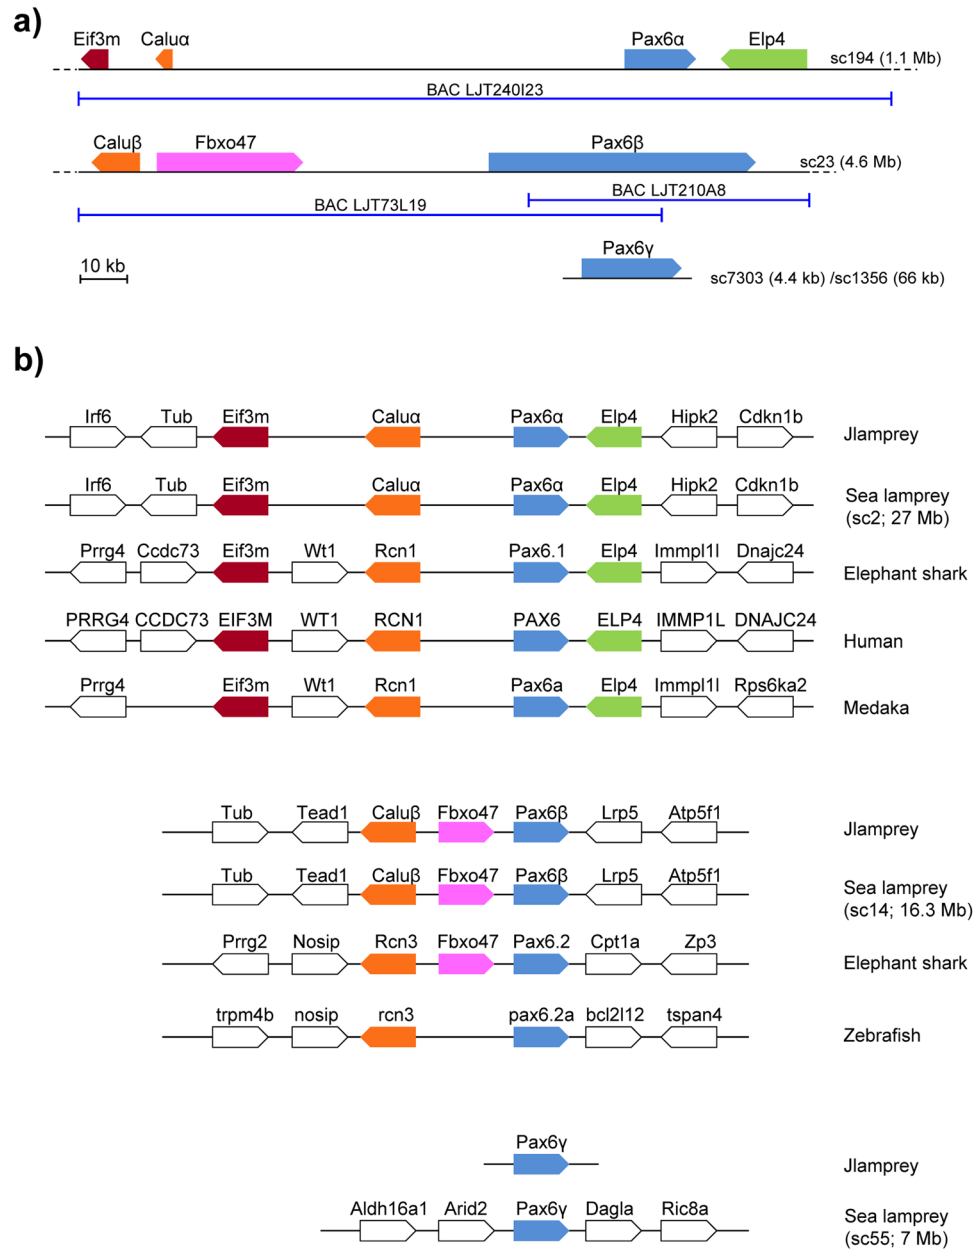 a)
Eif3m Caluα Pax6α Elp4
sc194 (1.1 Mb)
BAC LJT240I23
Caluβ Fbxo47 Pax6β
sc23 (4.6 Mb)
BAC LJT210A8
BAC LJT73L19
Pax6γ
10 kb
sc7303 (4.4 kb) /sc1356 (66 kb)
b)
Irf6 Tub Eif3m Caluα Pax6α Elp4 Hipk2 Cdkn1b
Jlamprey
Irf6 Tub Eif3m Caluα Pax6α Elp4 Hipk2 Cdkn1b
Sea lamprey
(sc2; 27 Mb)
Prrg4 Ccdc73 Eif3m Wt1 Rcn1 Pax6.1 Elp4 Immpl1l Dnajc24
Elephant shark
PRRG4 CCDC73 EIF3M WT1 RCN1 PAX6 ELP4 IMMP1L DNAJC24
Human
Prrg4 Eif3m Wt1 Rcn1 Pax6a Elp4 Immpl1l Rps6ka2
Medaka
Tub Tead1 Caluβ Fbxo47 Pax6β Lrp5 Atp5f1
Jlamprey
Tub Tead1 Caluβ Fbxo47 Pax6β Lrp5 Atp5f1
Sea lamprey
(sc14; 16.3 Mb)
Prrg2 Nosip Rcn3 Fbxo47 Pax6.2 Cpt1a Zp3
Elephant shark
trpm4b nosip rcn3 pax6.2a bcl2l12 tspan4
Zebrafish
Pax6γ
Jlamprey
Aldh16a1 Arid2 Pax6γ Dagla Ric8a
Sea lamprey
(sc55; 7 Mb)